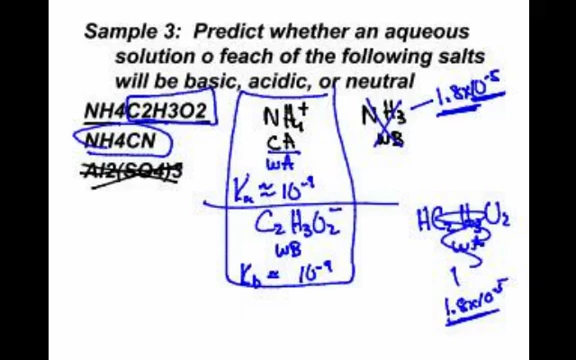 Sample 3: Predict whether an aqueous
solution o feach of the following salts
will be basic, acidic, or neutral
NH4C2H3O2
NH4CN
Al2(SO4)3
NH4+
CA
WA
Ka ≈ 10-9
C2H3O2-
WB
Kb ≈ 10-9
NH3
WB
1.8x10-5
HC2H3O2
WA
1.8x10-5